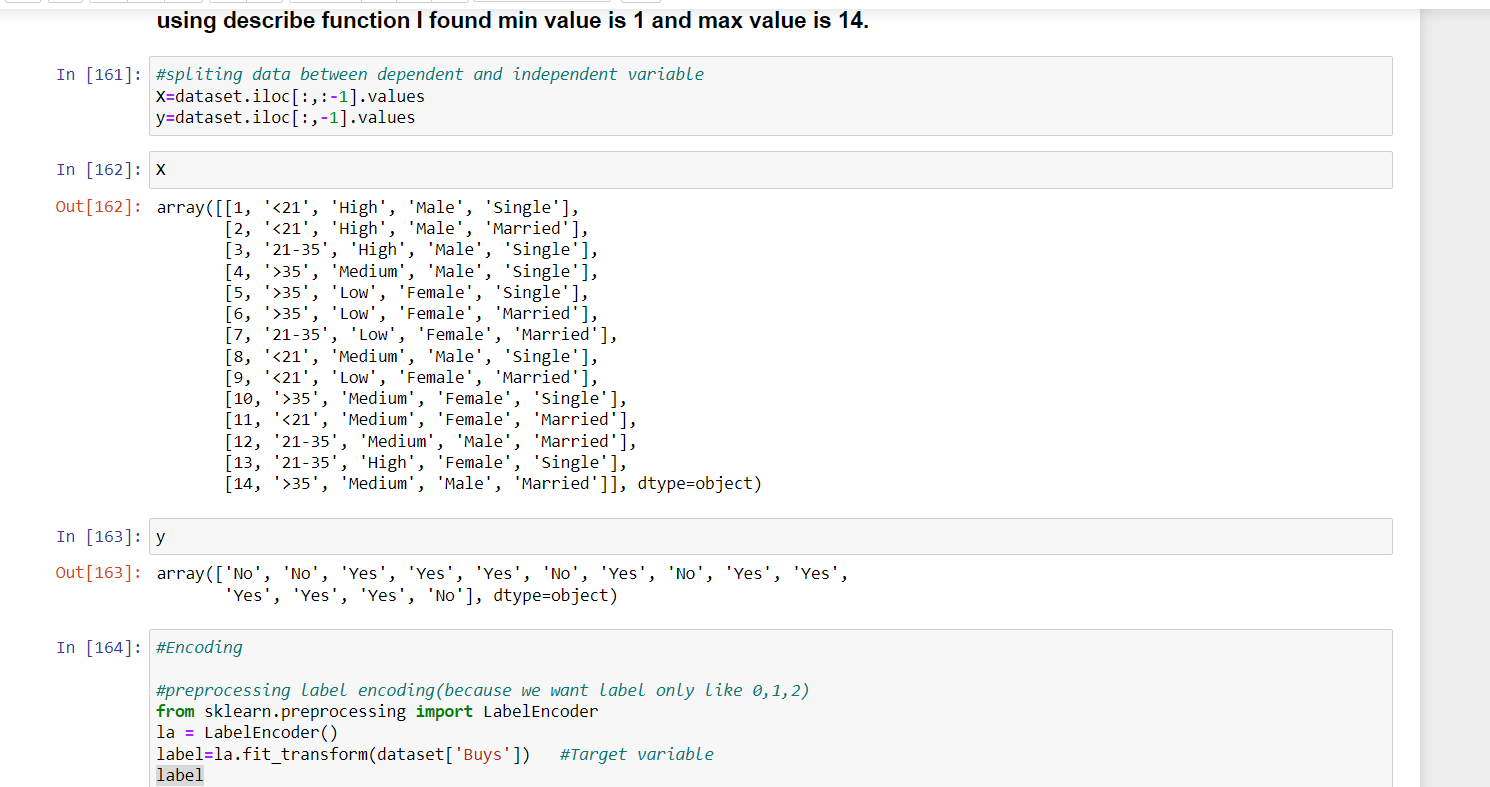 using describe function I found min value is 1 and max value is 14.
In [161]: #spliting data between dependent and independent variable
X=dataset.iloc[:,:-1].values
y=dataset.iloc[:,-1].values
In [162]: X
Out[162]: array([[1, '<21', 'High', 'Male', 'Single'],
[2, '<21', 'High', 'Male', 'Married'],
[3, '21-35', 'High', 'Male', 'Single'],
[4, '>35', 'Medium', 'Male', 'Single'],
[5, '>35', 'Low', 'Female', 'Single'],
[6, '>35', 'Low', 'Female', 'Married'],
[7, '21-35', 'Low', 'Female', 'Married'],
[8, '<21', 'Medium', 'Male', 'Single'],
[9, '<21', 'Low', 'Female', 'Married'],
[10, '>35', 'Medium', 'Female', 'Single'],
[11, '<21', 'Medium', 'Female', 'Married'],
[12, '21-35', 'Medium', 'Male', 'Married'],
[13, '21-35', 'High', 'Female', 'Single'],
[14, '>35', 'Medium', 'Male', 'Married']], dtype=object)
In [163]: y
Out[163]: array(['No', 'No', 'Yes', 'Yes', 'Yes', 'No', 'Yes', 'No', 'Yes', 'Yes',
'Yes', 'Yes', 'Yes', 'No'], dtype=object)
In [164]: #Encoding
#preprocessing label encoding(because we want label only like 0,1,2)
from sklearn.preprocessing import LabelEncoder
la = LabelEncoder()
label=la.fit_transform(dataset['Buys']) #Target variable
label